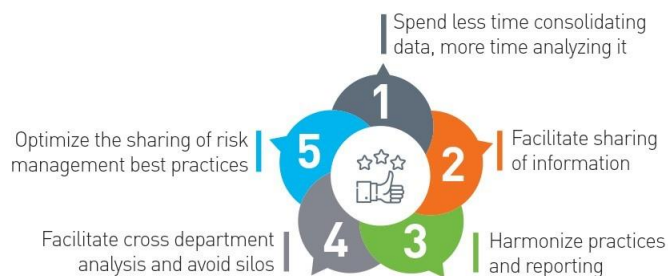 1
Spend less time consolidating
data, more time analyzing it
2
Facilitate sharing
of information
3
Harmonize practices
and reporting
4
Facilitate cross department
analysis and avoid silos
5
Optimize the sharing of risk
management best practices